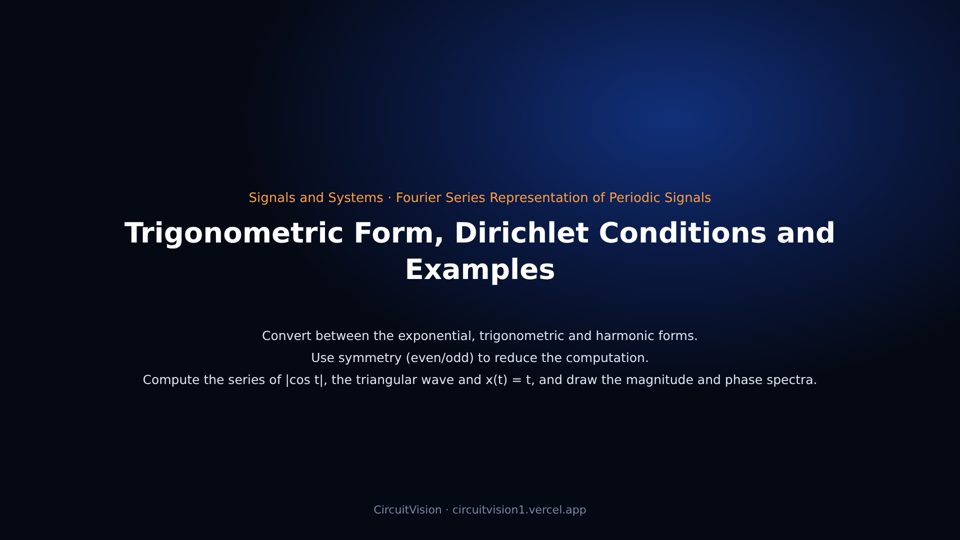 Signals and Systems · Fourier Series Representation of Periodic Signals
Trigonometric Form, Dirichlet Conditions and
Examples
Convert between the exponential, trigonometric and harmonic forms.
Use symmetry (even/odd) to reduce the computation.
Compute the series of |cos t|, the triangular wave and x(t) = t, and draw the magnitude and phase spectra.
CircuitVision · circuitvision1.vercel.app